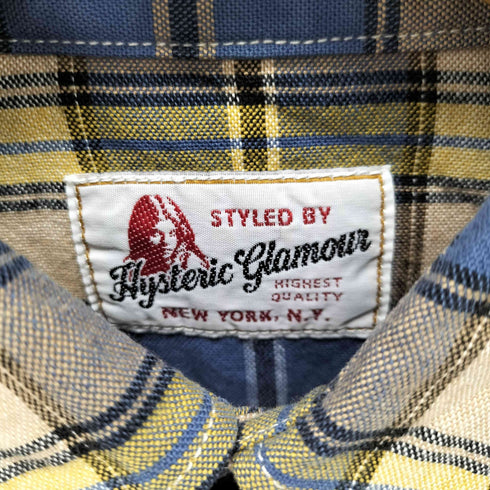 STYLED BY
Hysteric Glamour
HIGHEST
QUALITY
NEW YORK, N.Y.